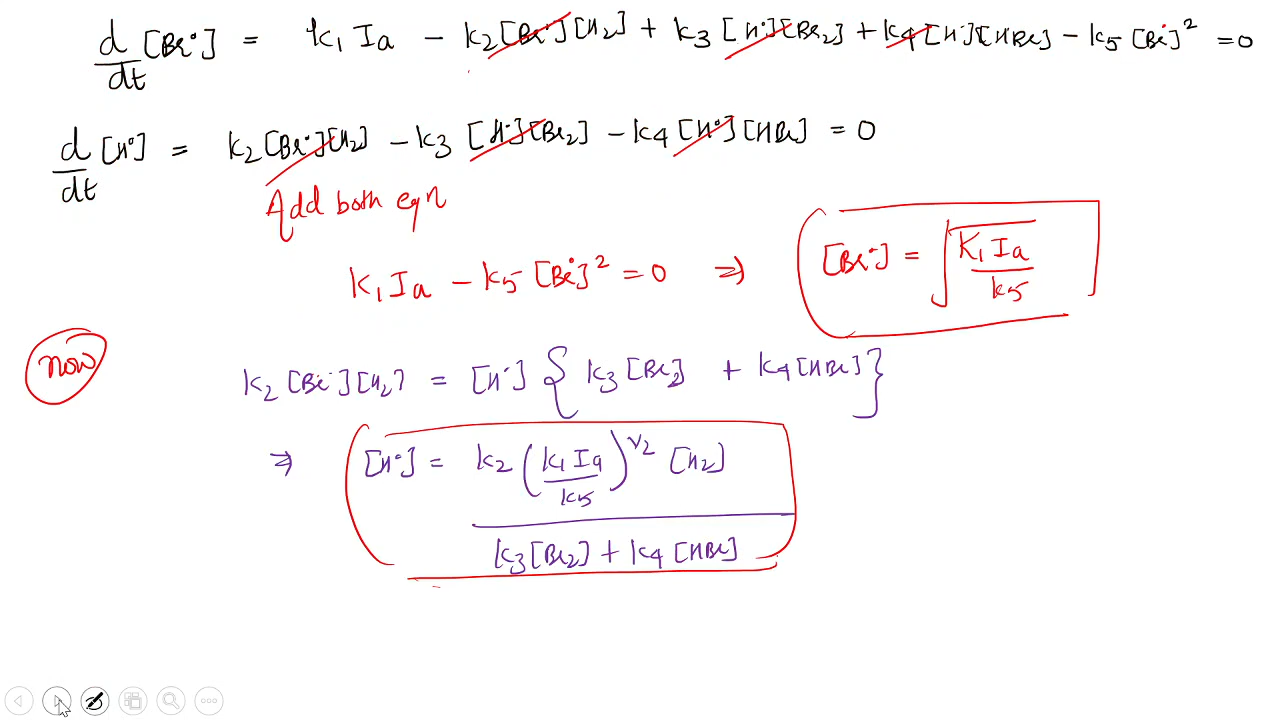 d/dt [Br•] = k₁ Ia − k₂ [Br•][H₂] + k₃ [H•][Br₂] + k₄ [H•][HBr] − k₅ [Br•]² = 0
d/dt [H•] = k₂ [Br•][H₂] − k₃ [H•][Br₂] − k₄ [H•][HBr] = 0
Add both eqn
k₁ Ia − k₅ [Br•]² = 0 ⇒ [Br•] = √(K₁ Ia / k₅)
now
k₂ [Br•][H₂] = [H•] { k₃ [Br₂] + k₄ [HBr] }
⇒ [H•] = k₂ (k₁ Ia / k₅)^1/2 [H₂] / k₃ [Br₂] + k₄ [HBr]